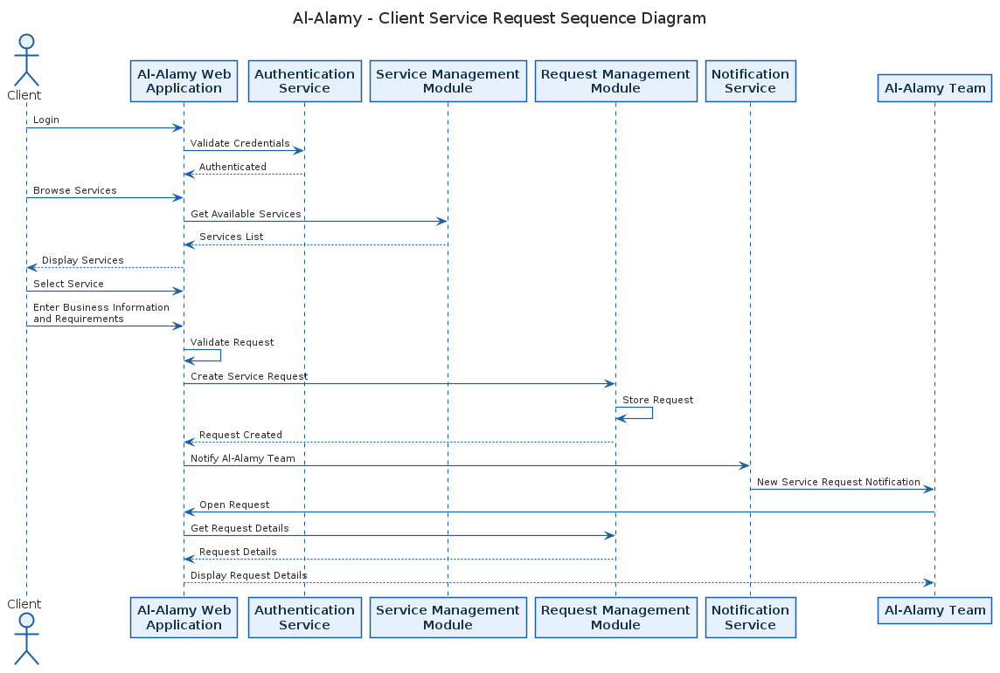 Al-Alamy - Client Service Request Sequence Diagram
Client
Al-Alamy Web
Application
Authentication
Service
Service Management
Module
Request Management
Module
Notification
Service
Al-Alamy Team
Login
Validate Credentials
Authenticated
Browse Services
Get Available Services
Services List
Display Services
Select Service
Enter Business Information
and Requirements
Validate Request
Create Service Request
Store Request
Request Created
Notify Al-Alamy Team
New Service Request Notification
Open Request
Get Request Details
Request Details
Display Request Details
Client
Al-Alamy Web
Application
Authentication
Service
Service Management
Module
Request Management
Module
Notification
Service
Al-Alamy Team